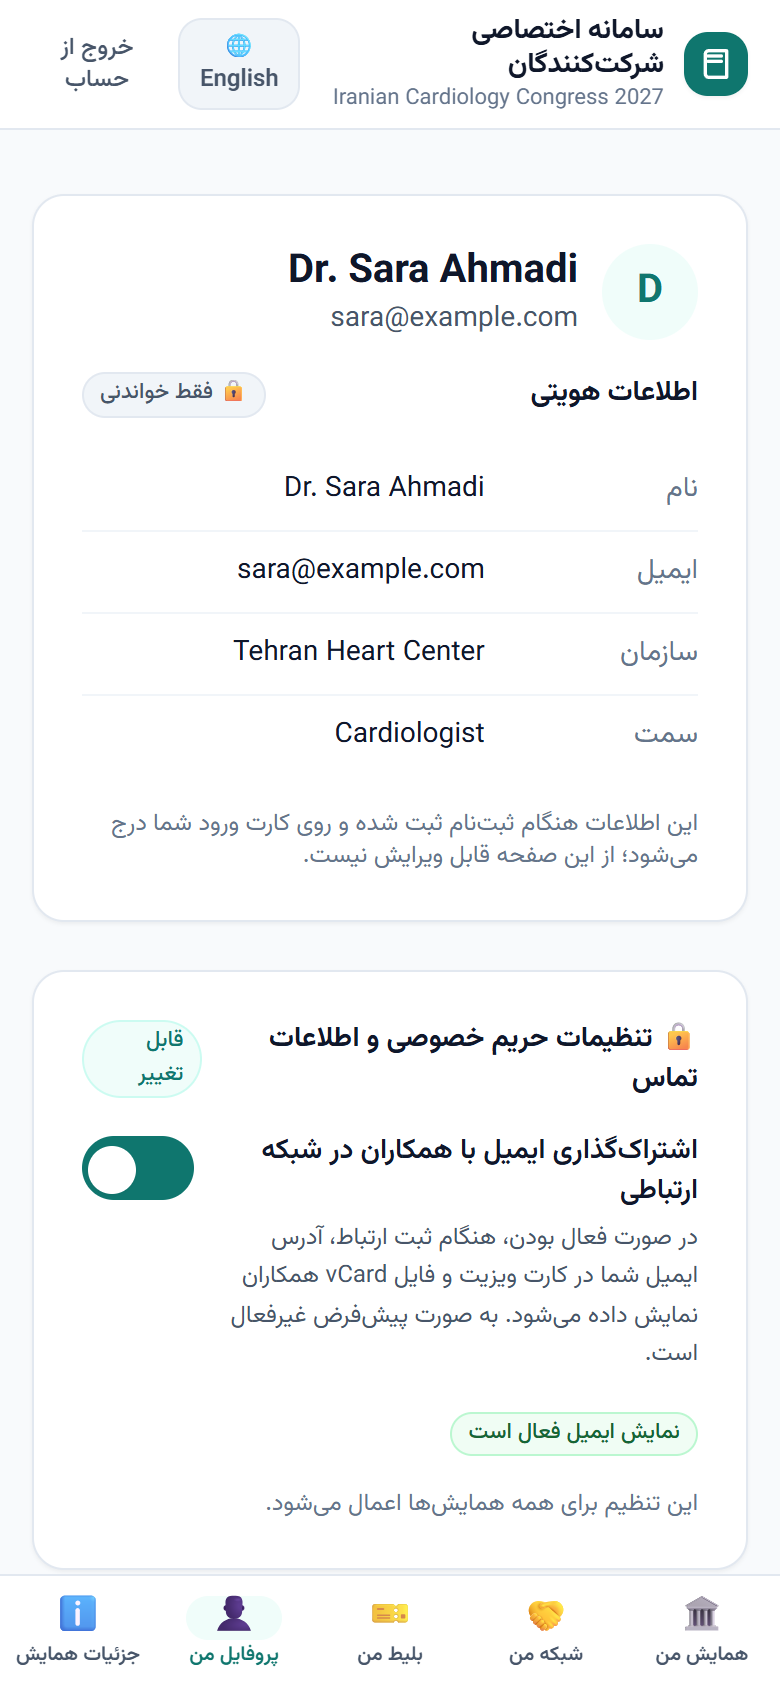 سامانه اختصاصی
شرکت‌کنندگان
Iranian Cardiology Congress 2027
English
خروج از
حساب
D
Dr. Sara Ahmadi
sara@example.com
اطلاعات هویتی
فقط خواندنی
نام
Dr. Sara Ahmadi
ایمیل
sara@example.com
سازمان
Tehran Heart Center
سمت
Cardiologist
این اطلاعات هنگام ثبت‌نام ثبت شده و روی کارت ورود شما درج
می‌شود؛ از این صفحه قابل ویرایش نیست.
تنظیمات حریم خصوصی و اطلاعات
تماس
قابل
تغییر
اشتراک‌گذاری ایمیل با همکاران در شبکه
ارتباطی
در صورت فعال بودن، هنگام ثبت ارتباط، آدرس
ایمیل شما در کارت ویزیت و فایل vCard همکاران
نمایش داده می‌شود. به صورت پیش‌فرض غیرفعال
است.
نمایش ایمیل فعال است
این تنظیم برای همه همایش‌ها اعمال می‌شود.
همایش من
شبکه من
بلیط من
پروفایل من
جزئیات همایش